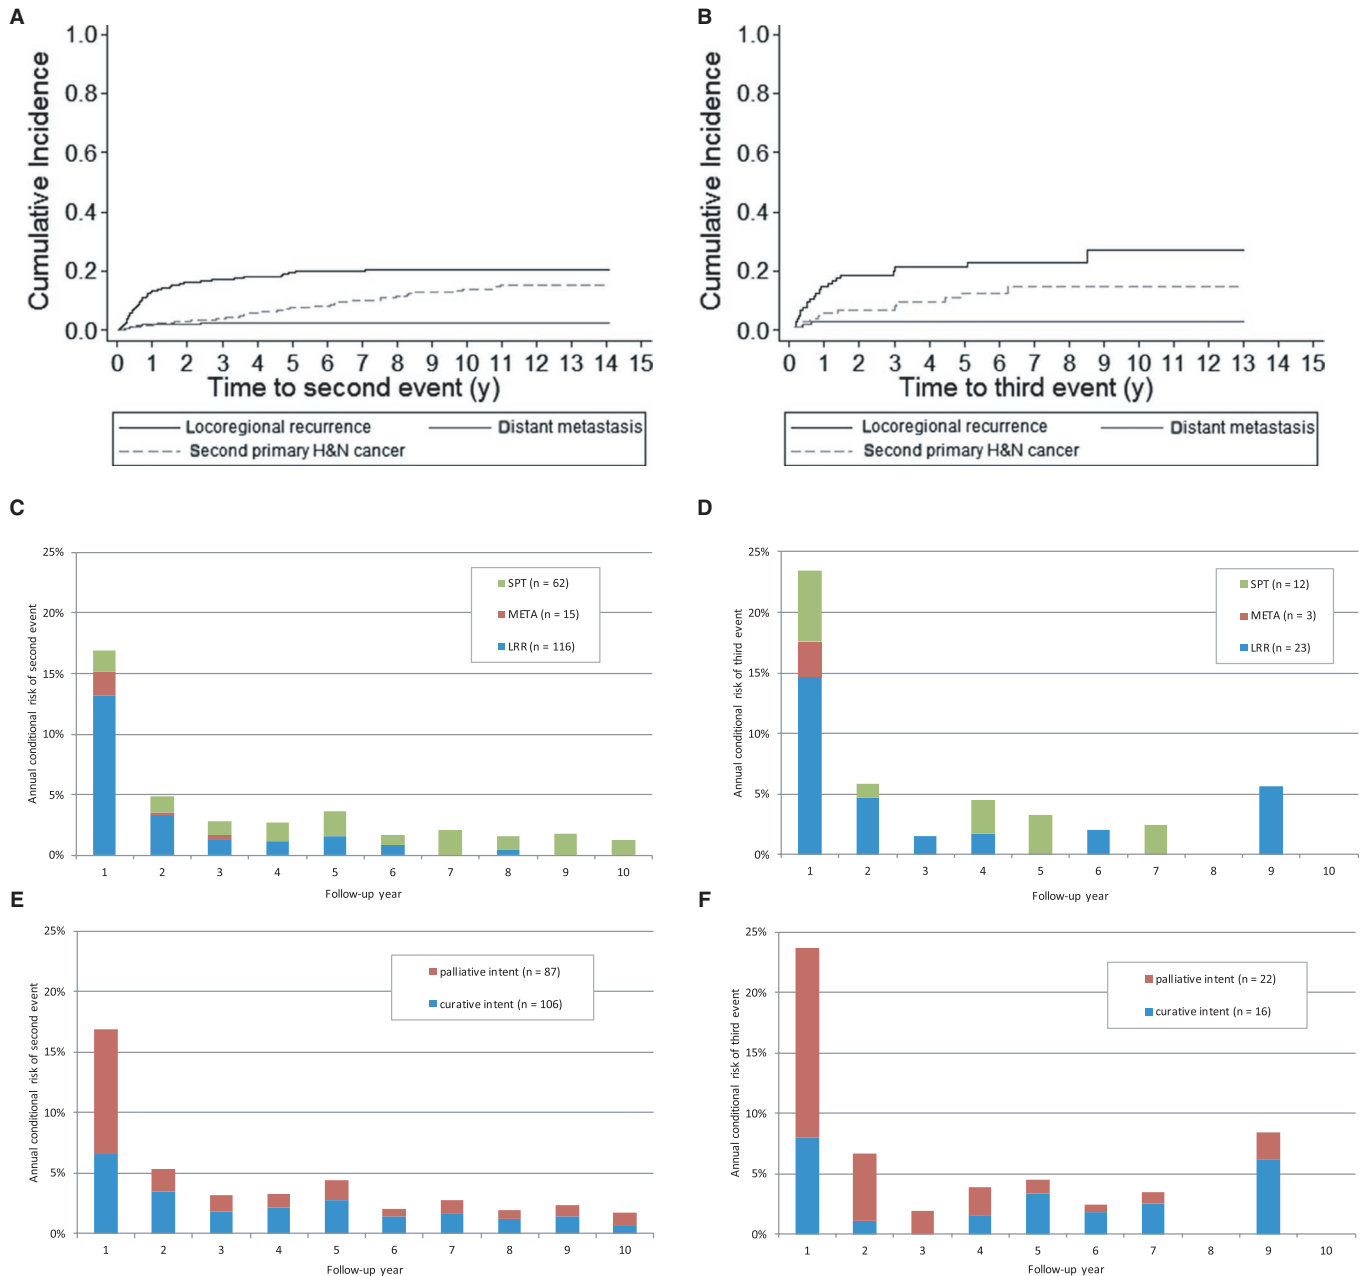 A
B
Cumulative Incidence
1.0
0.8
0.6
0.4
0.2
0.0
0 1 2 3 4 5 6 7 8 9 10 11 12 13 14 15
Time to second event (y)
Locoregional recurrence
Distant metastasis
Second primary H&N cancer
Cumulative Incidence
1.0
0.8
0.6
0.4
0.2
0.0
0 1 2 3 4 5 6 7 8 9 10 11 12 13 14 15
Time to third event (y)
Locoregional recurrence
Distant metastasis
Second primary H&N cancer
C
Annual conditional risk of second event
25%
20%
15%
10%
5%
0%
SPT (n = 62)
META (n = 15)
LRR (n = 116)
1 2 3 4 5 6 7 8 9 10
Follow-up year
D
Annual conditional risk of third event
25%
20%
15%
10%
5%
0%
SPT (n = 12)
META (n = 3)
LRR (n = 23)
1 2 3 4 5 6 7 8 9 10
Follow-up year
E
Annual conditional risk of second event
25%
20%
15%
10%
5%
0%
palliative intent (n = 87)
curative intent (n = 106)
1 2 3 4 5 6 7 8 9 10
Follow-up year
F
Annual conditional risk of third event
25%
20%
15%
10%
5%
0%
palliative intent (n = 22)
curative intent (n = 16)
1 2 3 4 5 6 7 8 9 10
Follow-up year